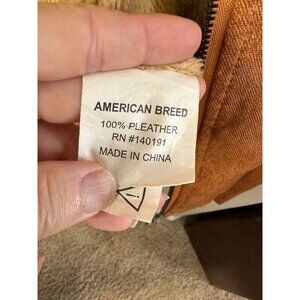 AMERICAN BREED
100% PLEATHER
RN #140191
MADE IN CHINA